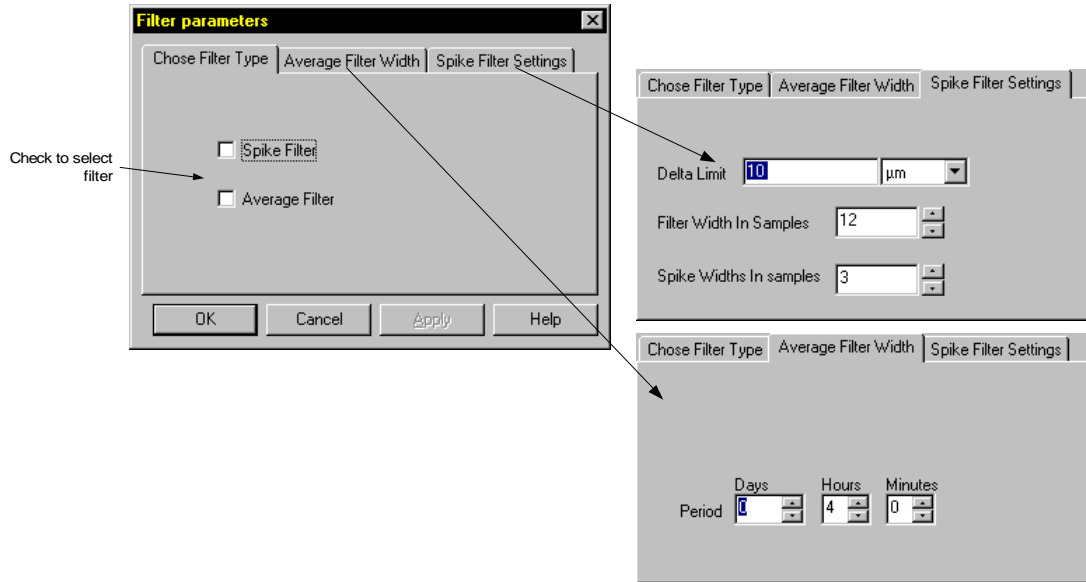 Filter parameters
Chose Filter Type Average Filter Width Spike Filter Settings
Spike Filter
Average Filter
Check to select
filter
OK Cancel Apply Help
Chose Filter Type Average Filter Width Spike Filter Settings
Delta Limit 10 µm
Filter Width In Samples 12
Spike Widths In samples 3
Chose Filter Type Average Filter Width Spike Filter Settings
Days Hours Minutes
Period 0 4 0